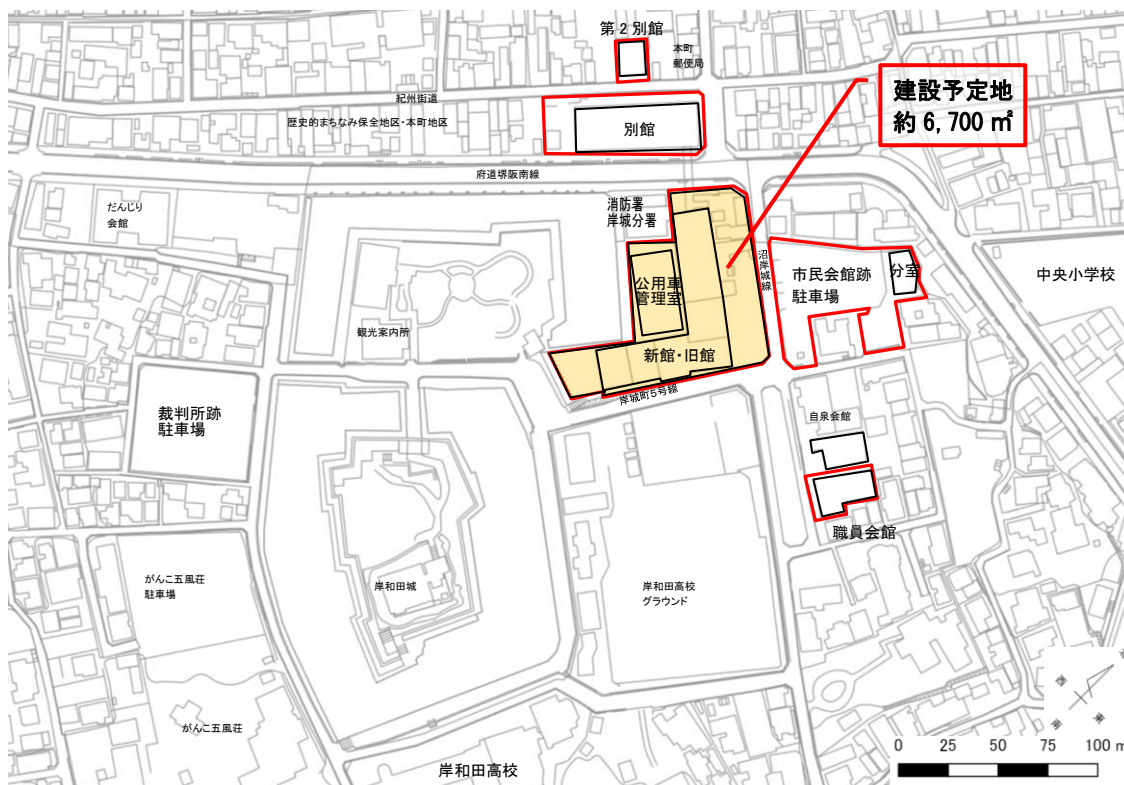 第2別館
本町
郵便局
紀州街道
歴史的まちなみ保全地区・本町地区
別館
建設予定地
約6,700㎡
府道堺阪南線
だんじり
会館
消防署
岸城分署
沼岸城線
市民会館跡
駐車場
分室
中央小学校
公用車
管理室
観光案内所
新館・旧館
岸城町5号線
裁判所跡
駐車場
自泉会館
職員会館
がんこ五風荘
駐車場
岸和田城
岸和田高校
グラウンド
がんこ五風荘
岸和田高校
0 25 50 75 100 m